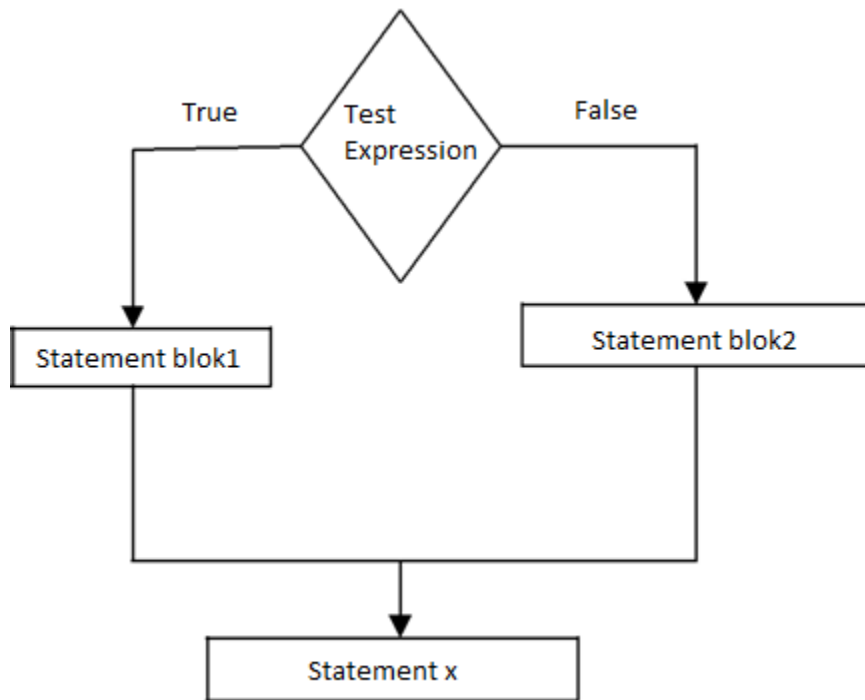 True
Test
Expression
False
Statement blok1
Statement blok2
Statement x